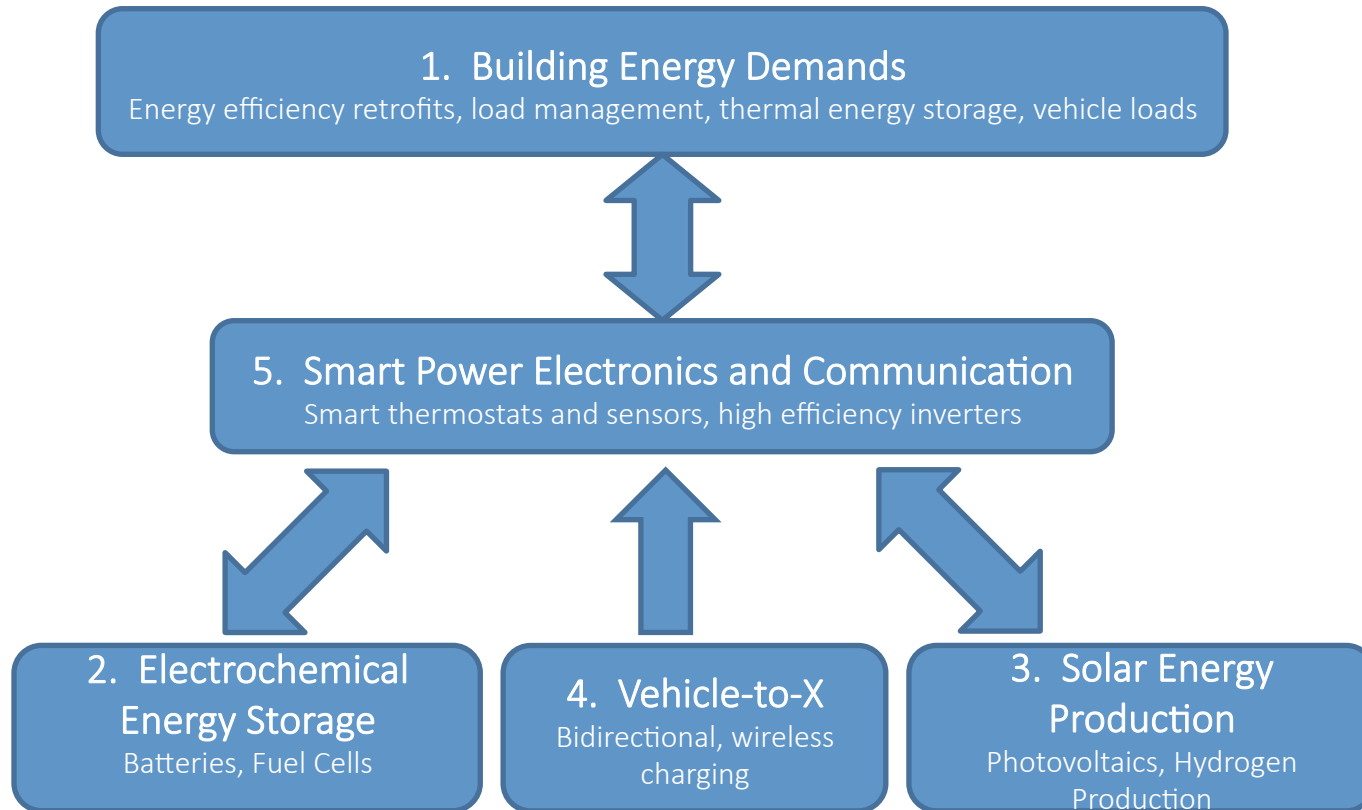 1. Building Energy Demands
Energy efficiency retrofits, load management, thermal energy storage, vehicle loads
5. Smart Power Electronics and Communication
Smart thermostats and sensors, high efficiency inverters
2. Electrochemical
Energy Storage
Batteries, Fuel Cells
4. Vehicle-to-X
Bidirectional, wireless
charging
3. Solar Energy
Production
Photovoltaics, Hydrogen
Production